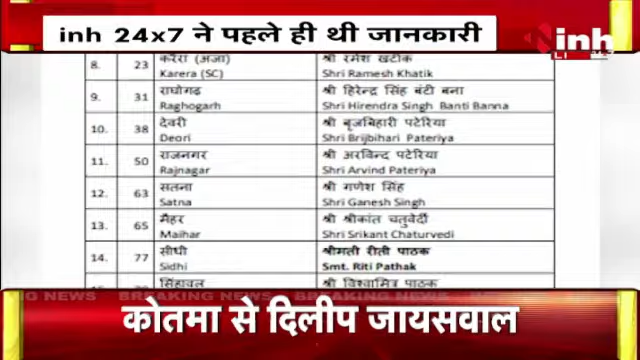 inh 24x7 ने पहले ही थी जानकारी
inh
24x7
8. 23 करेरा (अजा) श्री रमेश खटीक
Karera (SC) Shri Ramesh Khatik
9. 31 राघोगढ़ श्री हिरेन्द्र सिंह बंटी बना
Raghogarh Shri Hirendra Singh Banti Banna
10. 38 देवरी श्री बृजबिहारी पटेरिया
Deori Shri Brijbihari Pateriya
11. 50 राजनगर श्री अरविन्द पटेरिया
Rajnagar Shri Arvind Pateriya
12. 63 सतना श्री गणेश सिंह
Satna Shri Ganesh Singh
13. 65 मैहर श्री श्रीकांत चतुर्वेदी
Maihar Shri Srikant Chaturvedi
14. 77 सीधी श्रीमती रीती पाठक
Sidhi Smt. Riti Pathak
सिंहावल श्री विश्वामित्र पाठक
BREAKING NEWS
कोतमा से दिलीप जायसवाल